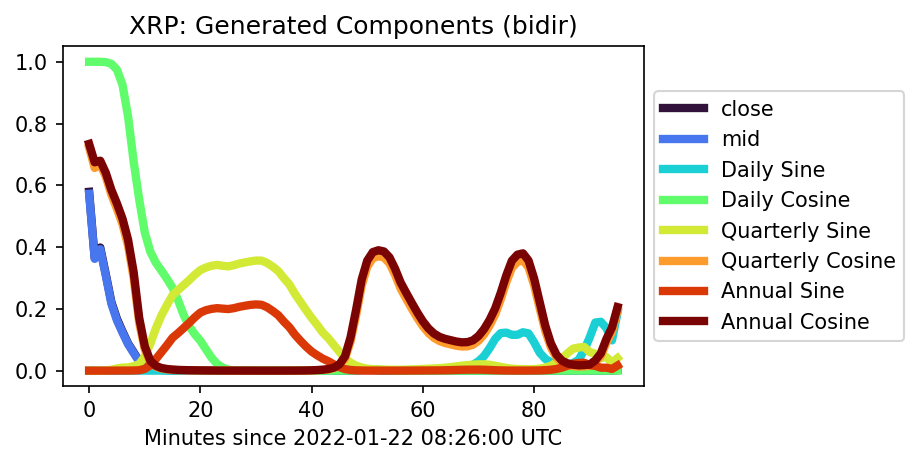 XRP: Generated Components (bidir)
1.0
0.8
0.6
0.4
0.2
0.0
0 20 40 60 80
Minutes since 2022-01-22 08:26:00 UTC
close
mid
Daily Sine
Daily Cosine
Quarterly Sine
Quarterly Cosine
Annual Sine
Annual Cosine